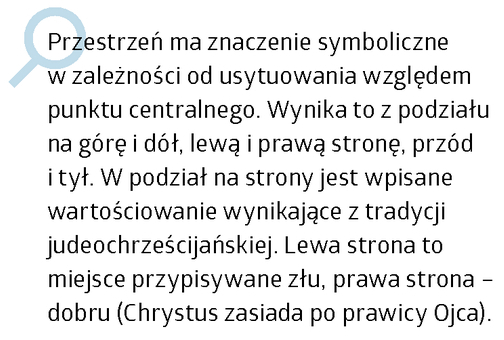 Przestrzeń ma znaczenie symboliczne
w zależności od usytuowania względem
punktu centralnego. Wynika to z podziału
na górę i dół, lewą i prawą stronę, przód
i tył. W podział na strony jest wpisane
wartościowanie wynikające z tradycji
judeochrześcijańskiej. Lewa strona to
miejsce przypisywane złu, prawa strona –
dobru (Chrystus zasiada po prawicy Ojca).